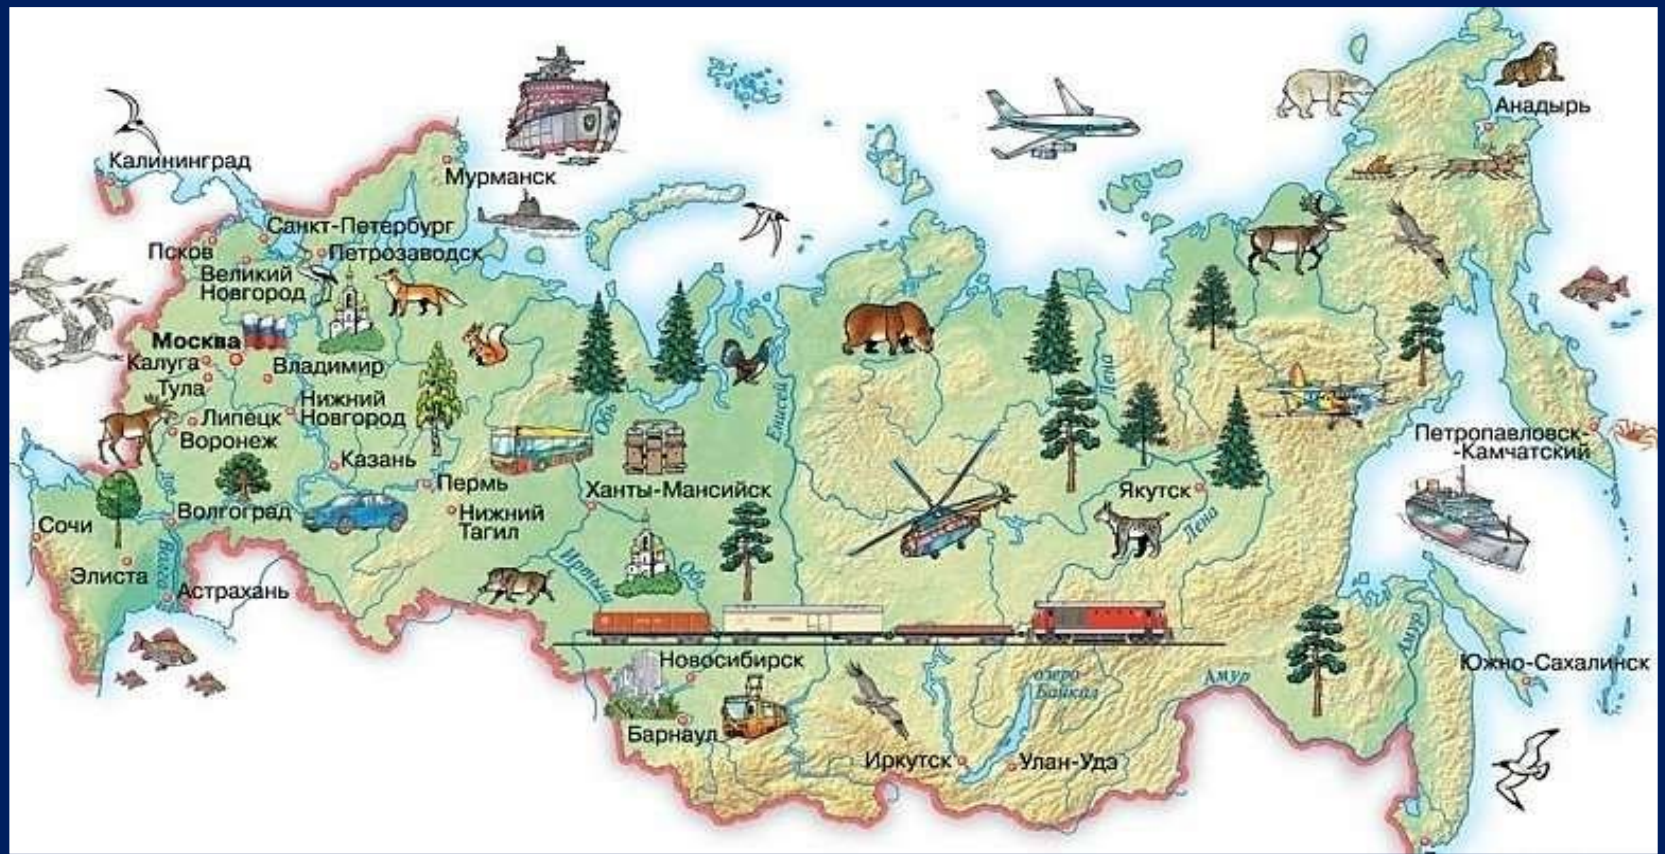 Анадырь
Калининград
Мурманск
Санкт-Петербург
Псков
Петрозаводск
Великий
Новгород
Москва
Калуга
Владимир
Тула
Нижний
Новгород
Липецк
Воронеж
Казань
Пермь
Нижний
Тагил
Ханты-Мансийск
Обь
Енисей
Лена
Якутск
Лена
Петропавловск-
-Камчатский
Дон
Волгоград
Сочи
Элиста
Волга
Астрахань
Иртыш
Обь
Новосибирск
Барнаул
озеро
Байкал
Иркутск
Улан-Удэ
Амур
Амур
Южно-Сахалинск